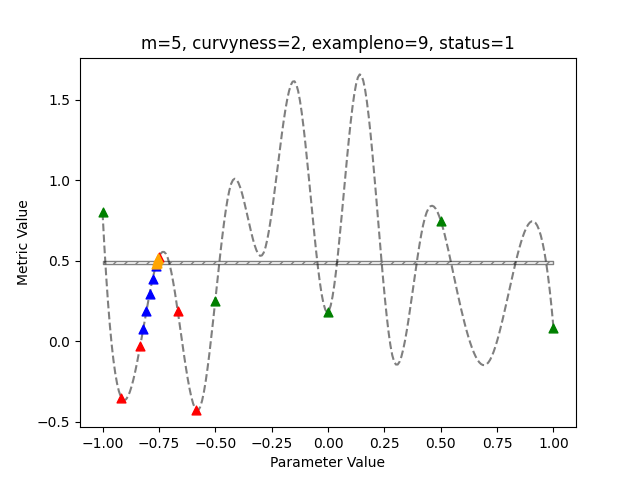 m=5, curvyness=2, exampleno=9, status=1
Metric Value
1.5
1.0
0.5
0.0
−0.5
−1.00 −0.75 −0.50 −0.25 0.00 0.25 0.50 0.75 1.00
Parameter Value